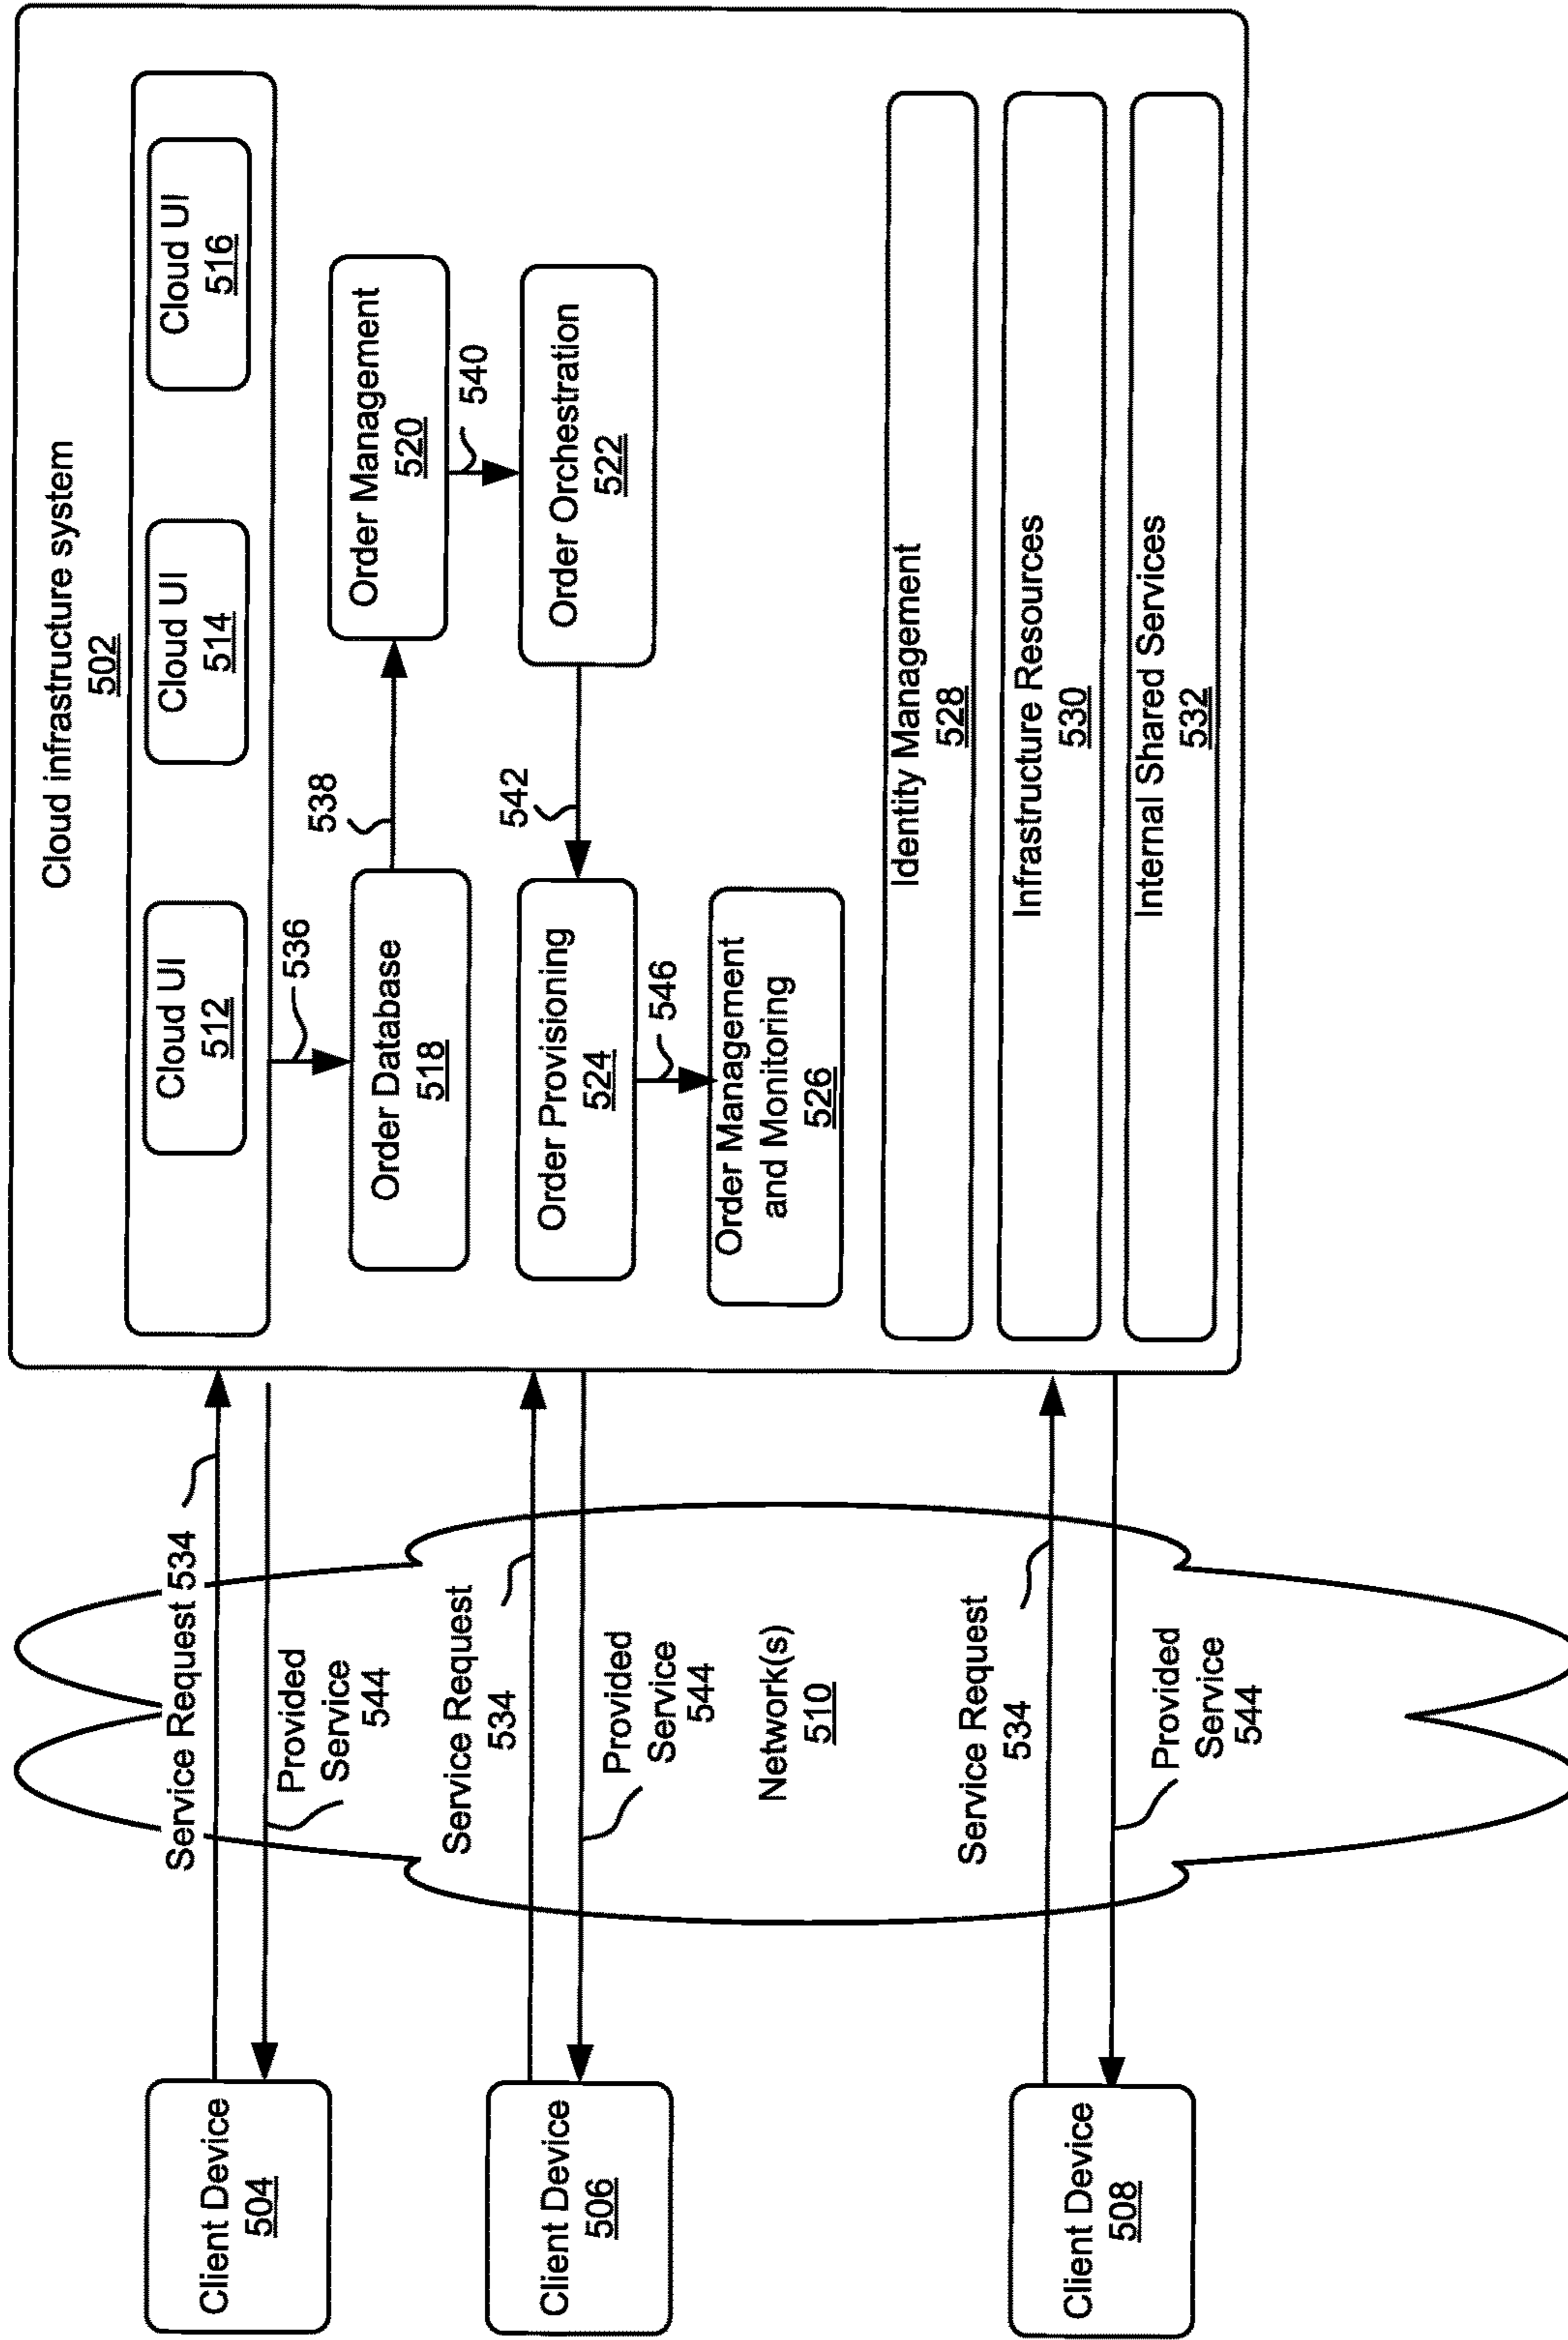 Cloud infrastructure system
502
Cloud UI
512
Cloud UI
514
Cloud UI
516
536
Order Database
518
538
Order Management
520
540
Order Orchestration
522
542
Order Provisioning
524
546
Order Management
and Monitoring
526
Identity Management
528
Infrastructure Resources
530
Internal Shared Services
532
Client Device
504
Service Request 534
Provided
Service
544
Client Device
506
Service Request
534
Provided
Service
544
Network(s)
510
Client Device
508
Service Request
534
Provided
Service
544